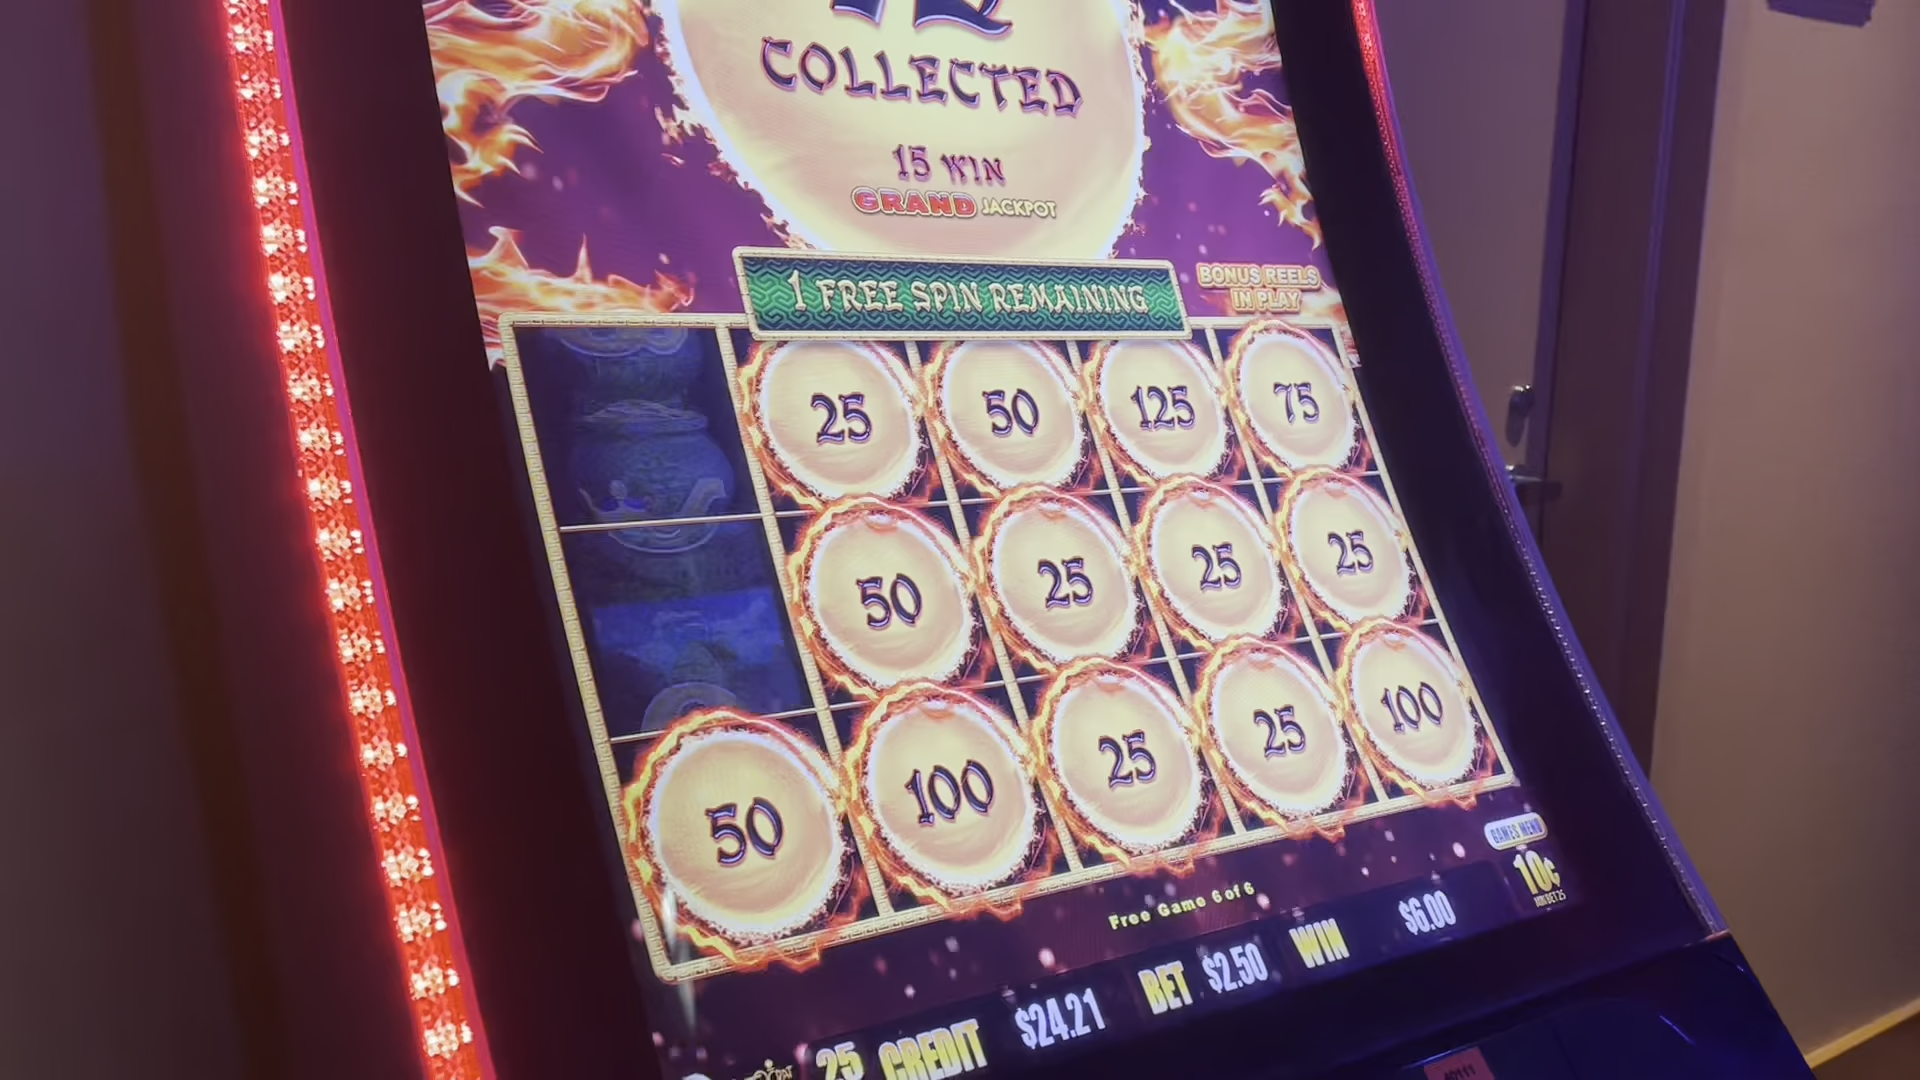 COLLECTED
15 WIN
GRAND JACKPOT
1 FREE SPIN REMAINING
BONUS REELS
IN PLAY
25 50 125 75
50 25 25 25
50 100 25 25 100
GAMES MENU
10¢
Free Game 6 of 6
25 CREDIT $24.21 BET $2.50 WIN $6.00